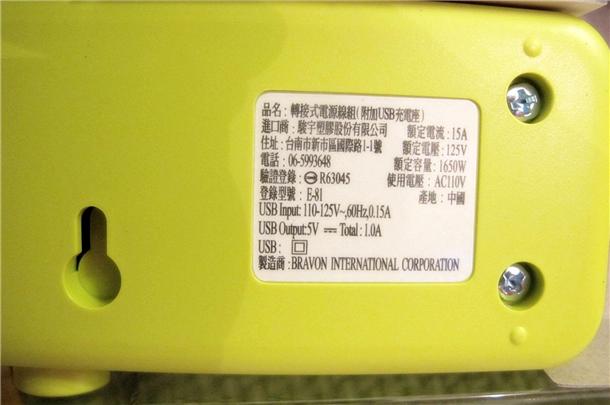 品名：轉接式電源線組(附加USB充電座)
進口商：駿宇塑膠股份有限公司
額定電流：15A
住址：台南市新市區國際路1-1號
額定電壓：125V
電話：06-5993648
額定容量：1650W
驗證登錄：R63045
使用電壓：AC110V
登錄型號：E-81
產地：中國
USB Input: 110-125V~,60Hz,0.15A
USB Output:5V ⎓ Total: 1.0A
USB:
製造商：BRAVON INTERNATIONAL CORPORATION